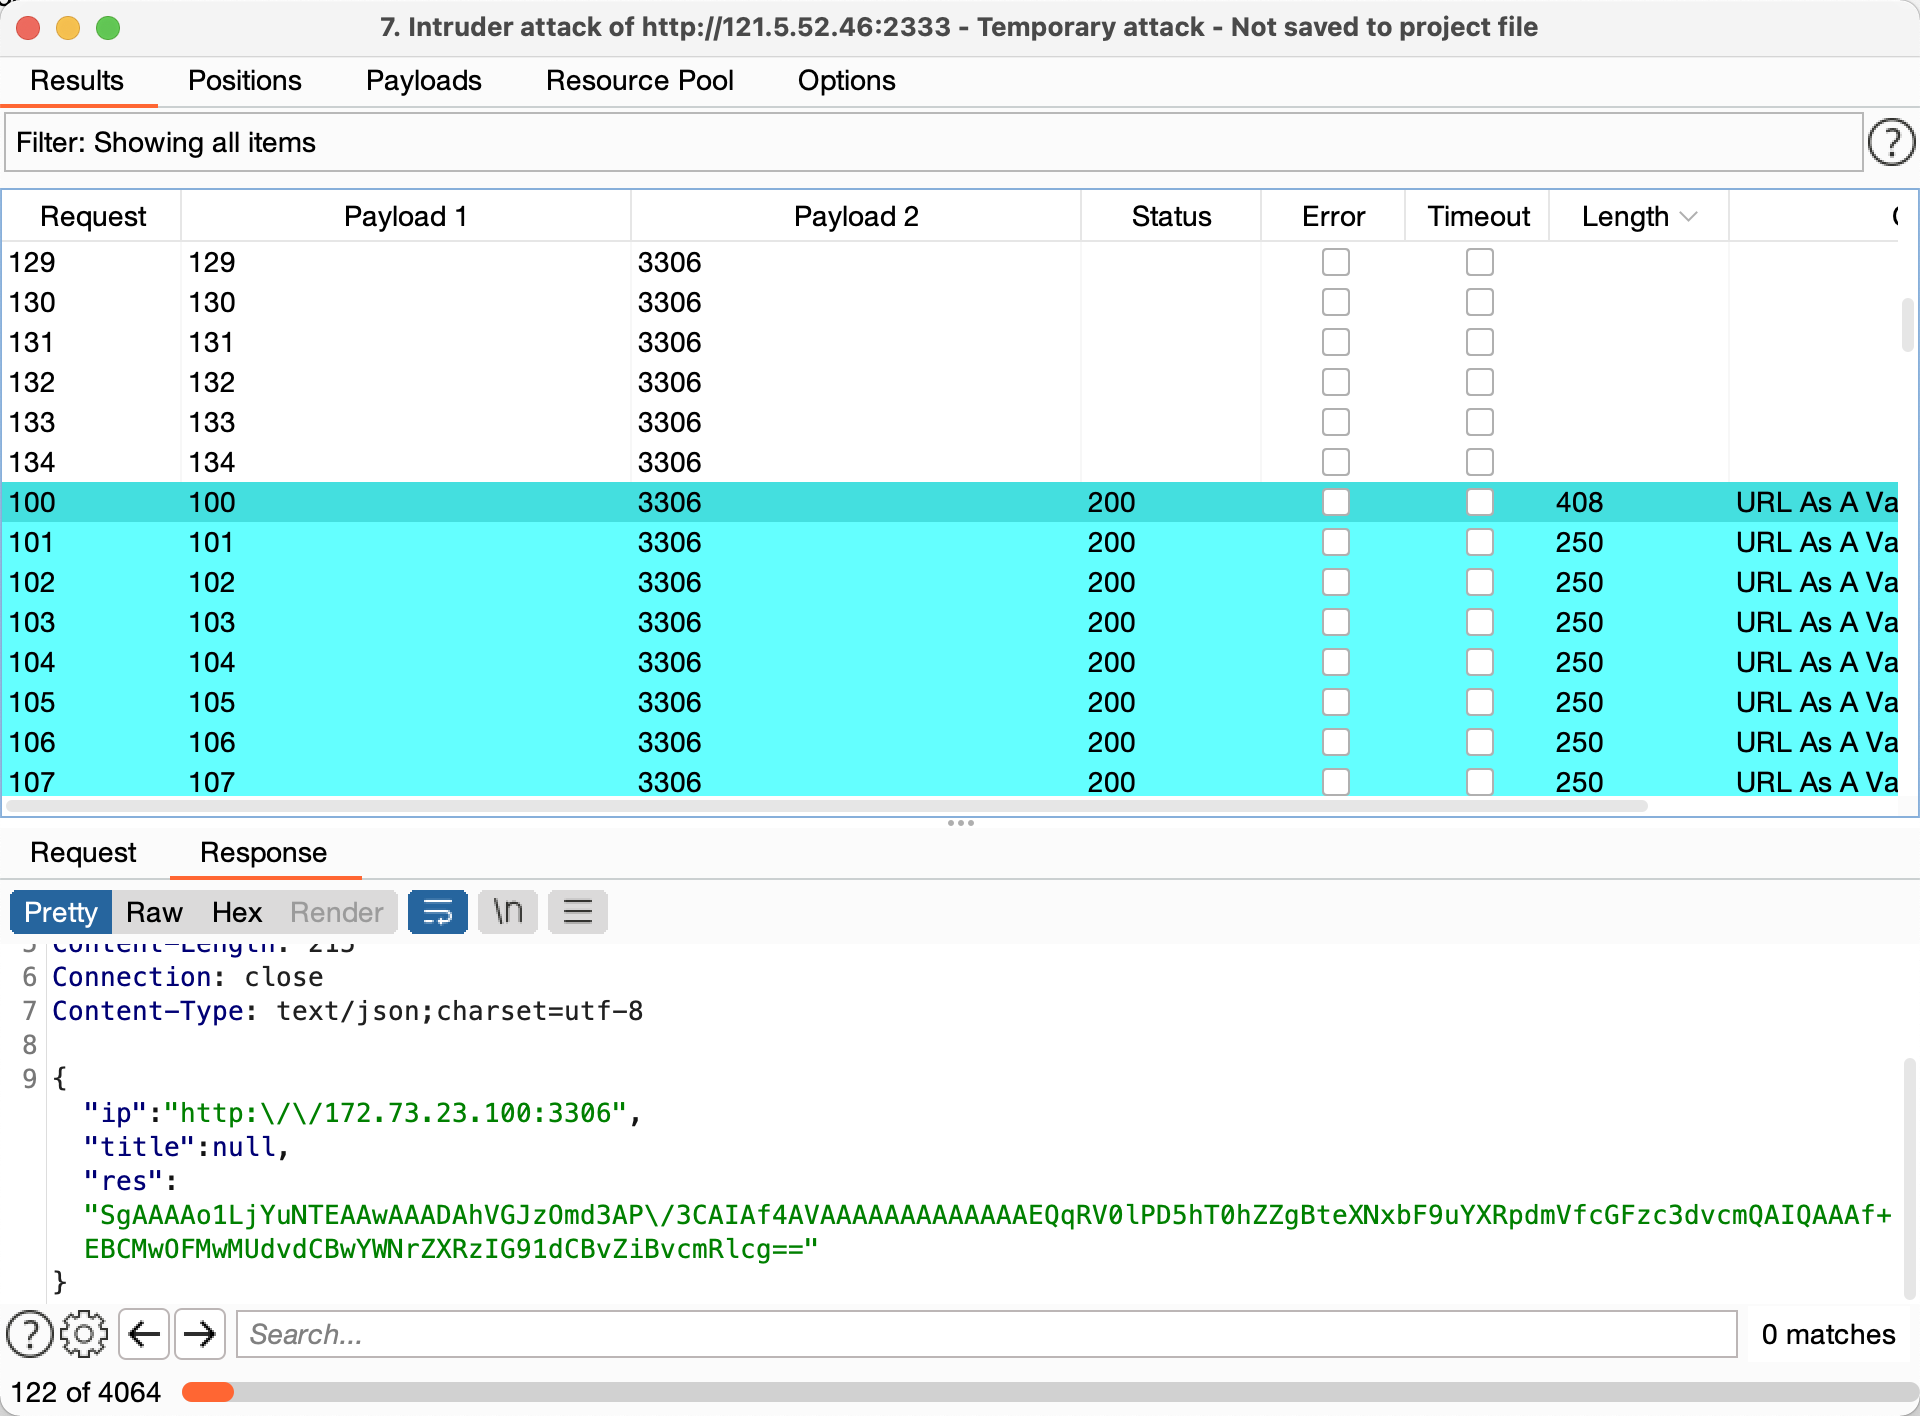 7. Intruder attack of http://121.5.52.46:2333 - Temporary attack - Not saved to project file
Results Positions Payloads Resource Pool Options
Filter: Showing all items ?
Request Payload 1 Payload 2 Status Error Timeout Length
129 129 3306
130 130 3306
131 131 3306
132 132 3306
133 133 3306
134 134 3306
100 100 3306 200 408 URL As A Va
101 101 3306 200 250 URL As A Va
102 102 3306 200 250 URL As A Va
103 103 3306 200 250 URL As A Va
104 104 3306 200 250 URL As A Va
105 105 3306 200 250 URL As A Va
106 106 3306 200 250 URL As A Va
107 107 3306 200 250 URL As A Va
Request Response
Pretty Raw Hex Render \n
5 Content-Length: 215
6 Connection: close
7 Content-Type: text/json;charset=utf-8
8
9 {
"ip":"http:\/\/172.73.23.100:3306",
"title":null,
"res":
"SgAAAAo1LjYuNTEAAwAAADAhVGJzOmd3AP\/3CAIAf4AVAAAAAAAAAAAAAEQqRV0lPD5hT0hZZgBteXNxbF9uYXRpdmVfcGFzc3dvcmQAIQAAAf+
EBCMwOFMwMUdvdCBwYWNrZXRzIG91dCBvZiBvcmRlcg=="
}
? Search... 0 matches
122 of 4064